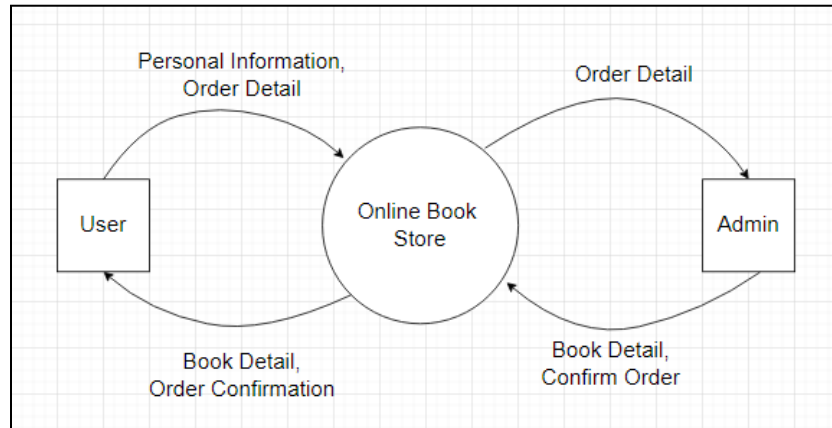 Personal Information,
Order Detail
Order Detail
User
Online Book
Store
Admin
Book Detail,
Order Confirmation
Book Detail,
Confirm Order